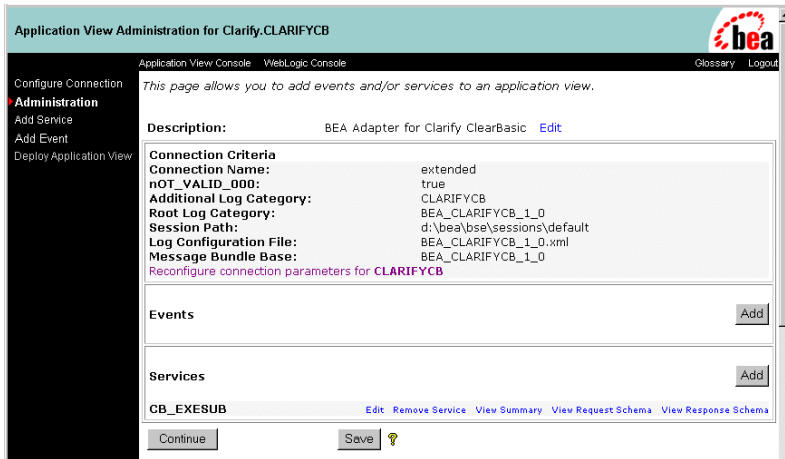 Application View Administration for Clarify.CLARIFYCB
bea
Application View Console WebLogic Console Glossary Logout
Configure Connection
Administration
Add Service
Add Event
Deploy Application View
This page allows you to add events and/or services to an application view.
Description: BEA Adapter for Clarify ClearBasic Edit
Connection Criteria
Connection Name: extended
nOT_VALID_000: true
Additional Log Category: CLARIFYCB
Root Log Category: BEA_CLARIFYCB_1_0
Session Path: d:\bea\bse\sessions\default
Log Configuration File: BEA_CLARIFYCB_1_0.xml
Message Bundle Base: BEA_CLARIFYCB_1_0
Reconfigure connection parameters for CLARIFYCB
Events Add
Services Add
CB_EXESUB Edit Remove Service View Summary View Request Schema View Response Schema
Continue Save ?